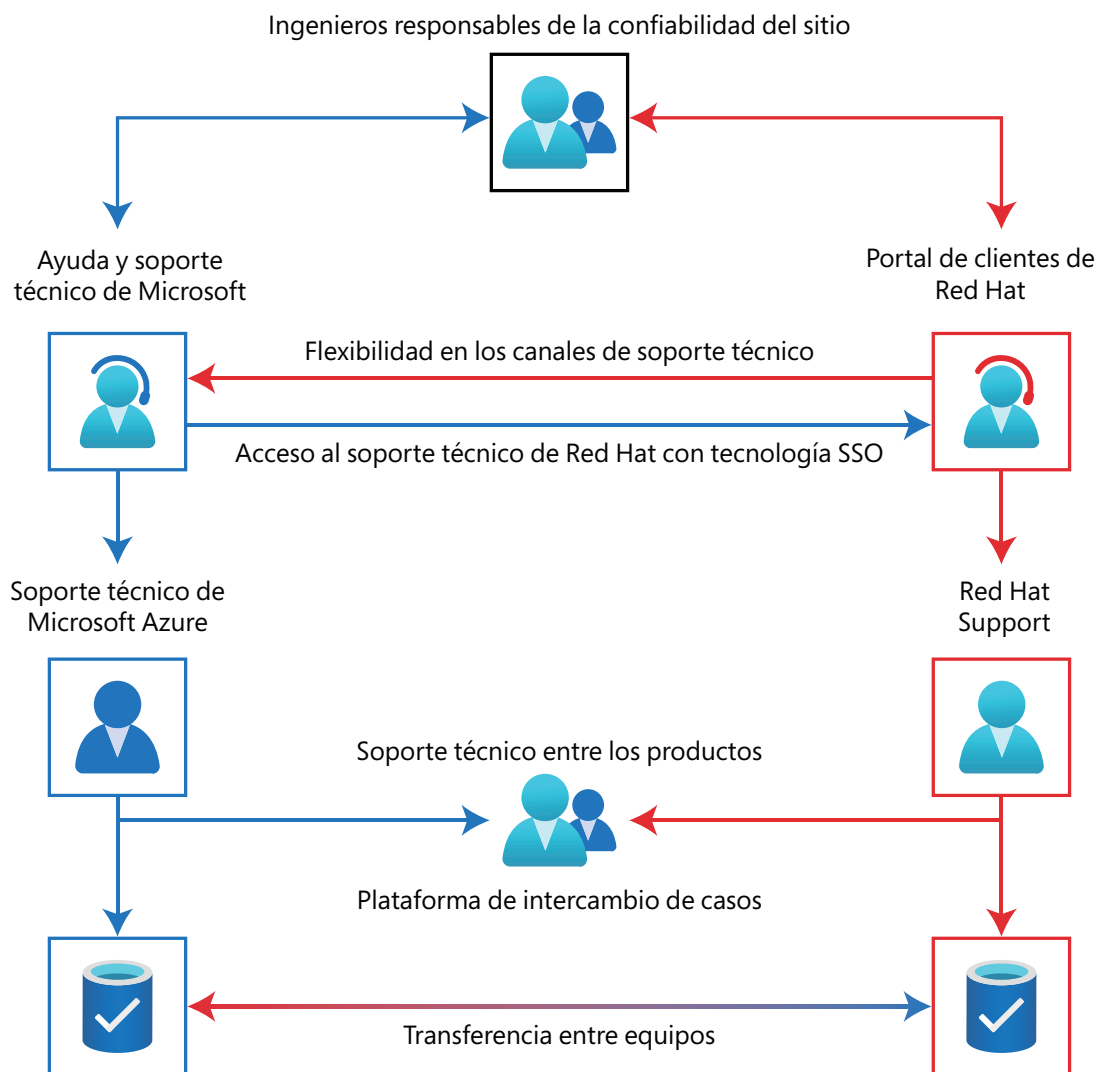 Ingenieros responsables de la confiabilidad del sitio
Ayuda y soporte
técnico de Microsoft
Portal de clientes de
Red Hat
Flexibilidad en los canales de soporte técnico
Acceso al soporte técnico de Red Hat con tecnología SSO
Soporte técnico de
Microsoft Azure
Red Hat
Support
Soporte técnico entre los productos
Plataforma de intercambio de casos
Transferencia entre equipos